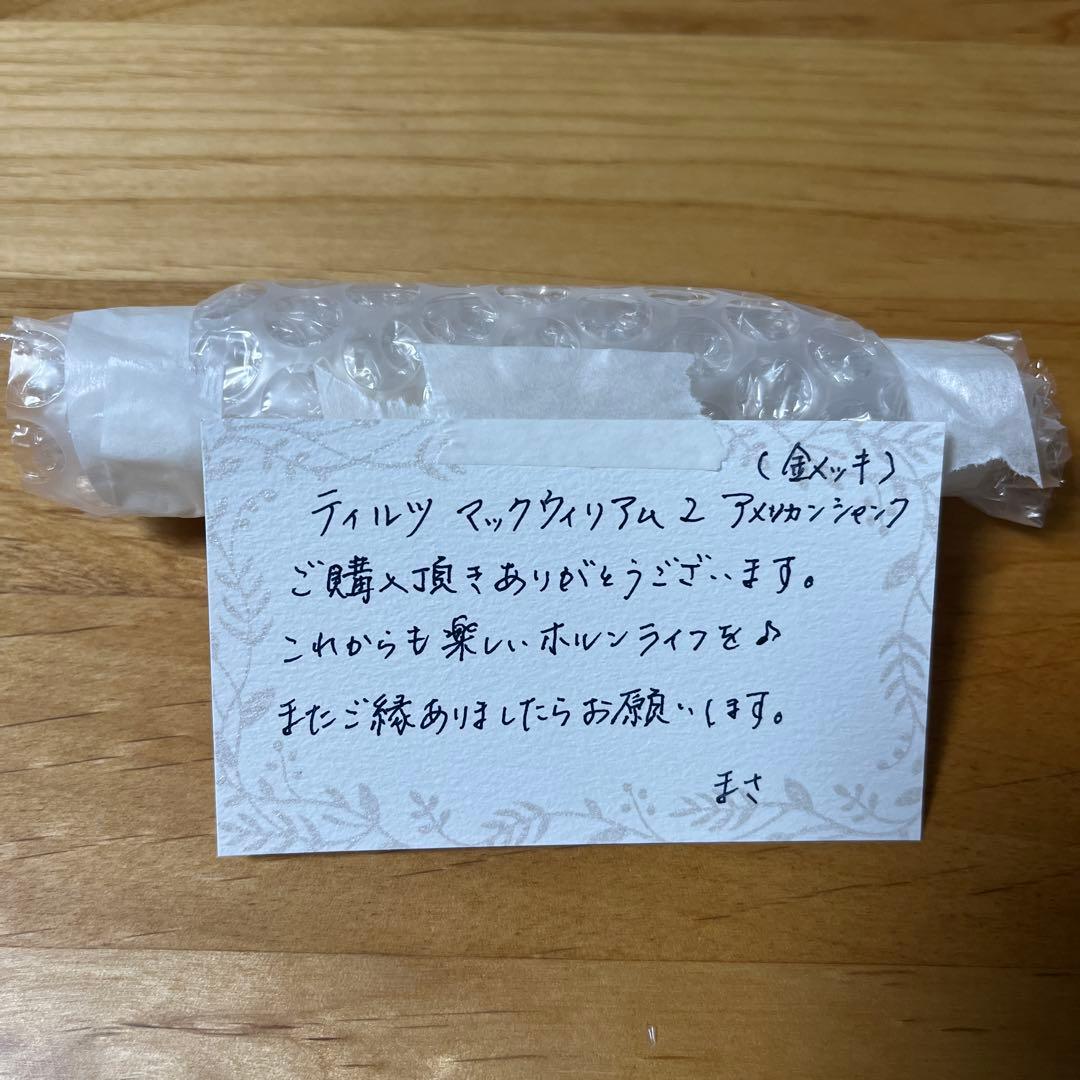 (金メッキ)
ティルツ マックウィリアム2 アメリカンシャンク
ご購入頂きありがとうございます。
これからも楽しいホルンライフを♪
またご縁ありましたらお願いします。
まさ